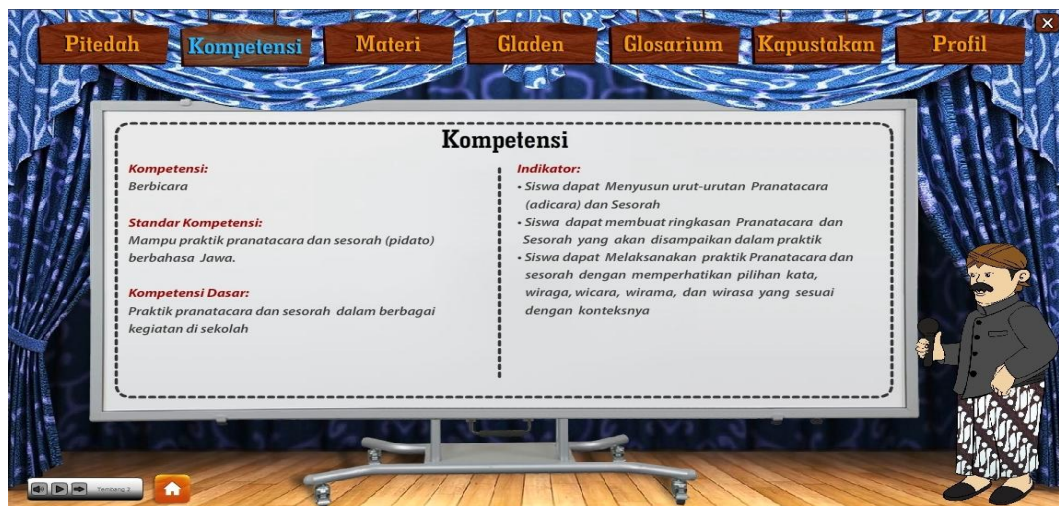 Pitedah
Kompetensi
Materi
Gladen
Glosarium
Kapustakan
Profil
Kompetensi
Kompetensi:
Berbicara
Standar Kompetensi:
Mampu praktik pranatacara dan sesorah (pidato)
berbahasa Jawa.
Kompetensi Dasar:
Praktik pranatacara dan sesorah dalam berbagai
kegiatan di sekolah
Indikator:
• Siswa dapat Menyusun urut-urutan Pranatacara
(adicara) dan Sesorah
• Siswa dapat membuat ringkasan Pranatacara dan
Sesorah yang akan disampaikan dalam praktik
• Siswa dapat Melaksanakan praktik Pranatacara dan
sesorah dengan memperhatikan pilihan kata,
wiraga, wicara, wirama, dan wirasa yang sesuai
dengan konteksnya
Tembang 2